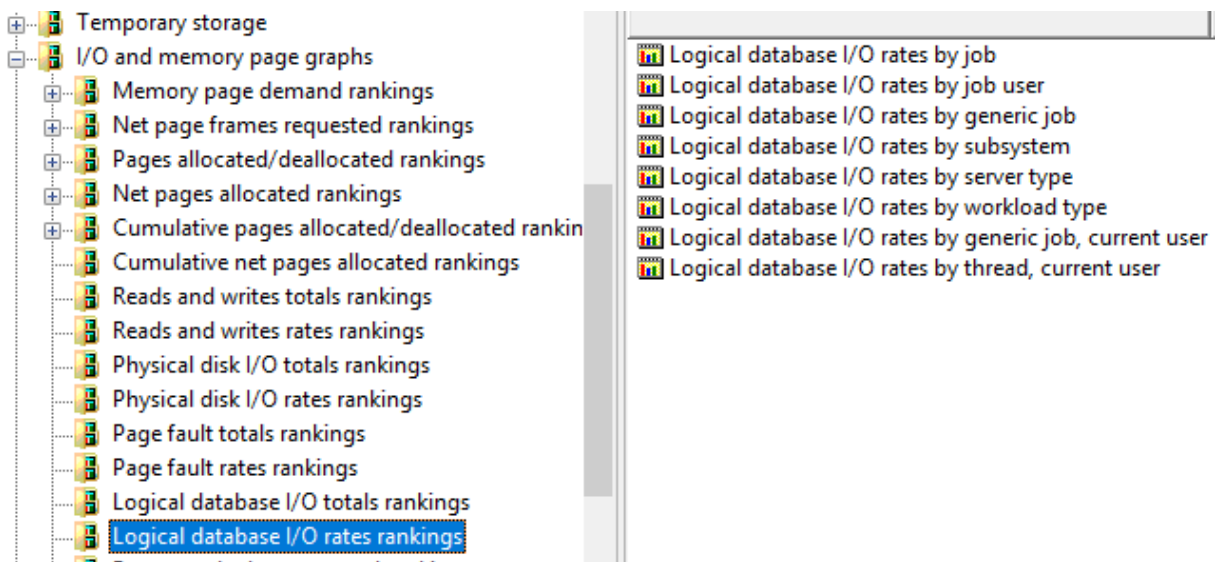 Temporary storage
I/O and memory page graphs
Memory page demand rankings
Net page frames requested rankings
Pages allocated/deallocated rankings
Net pages allocated rankings
Cumulative pages allocated/deallocated rankin
Cumulative net pages allocated rankings
Reads and writes totals rankings
Reads and writes rates rankings
Physical disk I/O totals rankings
Physical disk I/O rates rankings
Page fault totals rankings
Page fault rates rankings
Logical database I/O totals rankings
Logical database I/O rates rankings
Logical database I/O rates by job
Logical database I/O rates by job user
Logical database I/O rates by generic job
Logical database I/O rates by subsystem
Logical database I/O rates by server type
Logical database I/O rates by workload type
Logical database I/O rates by generic job, current user
Logical database I/O rates by thread, current user